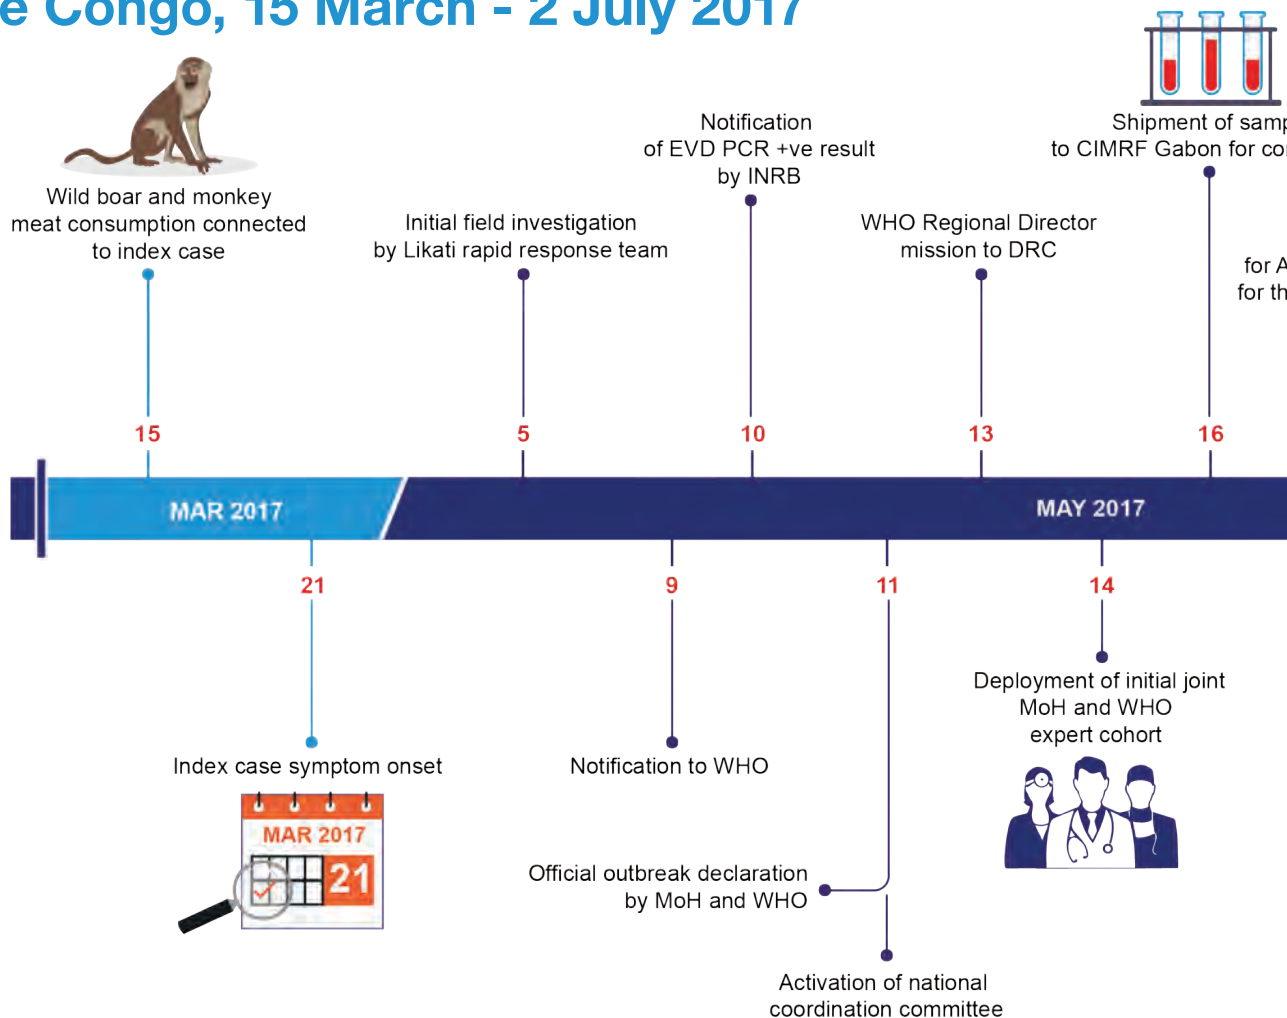 e Congo, 15 March - 2 July 2017
Wild boar and monkey
meat consumption connected
to index case
Initial field investigation
by Likati rapid response team
Notification
of EVD PCR +ve result
by INRB
WHO Regional Director
mission to DRC
Shipment of
to CIMRF Gabon for
for
for
15
5
10
13
16
MAR 2017
MAY 2017
21
9
11
14
Index case symptom onset
MAR 2017
21
Notification to WHO
Official outbreak declaration
by MoH and WHO
Activation of national
coordination committee
Deployment of initial joint
MoH and WHO
expert cohort